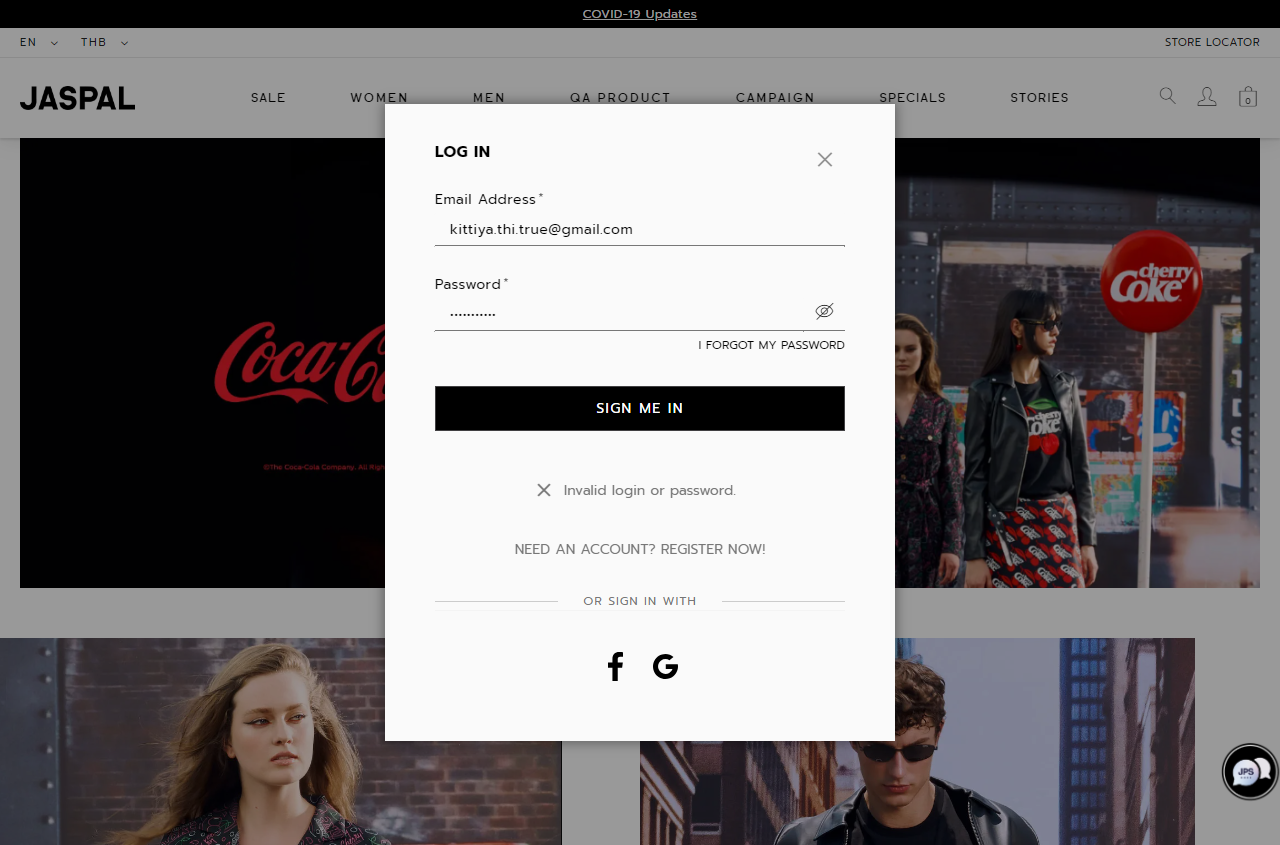 COVID-19 Updates
EN THB STORE LOCATOR
JASPAL SALE WOMEN MEN QA PRODUCT CAMPAIGN SPECIALS STORIES 0
LOG IN
Email Address*
kittiya.thi.true@gmail.com
Password*
I FORGOT MY PASSWORD
SIGN ME IN
Invalid login or password.
NEED AN ACCOUNT? REGISTER NOW!
OR SIGN IN WITH
Coca-C
©The Coca-Cola Company. All Righ
cherry
Coke
cherry
Coke
JPS